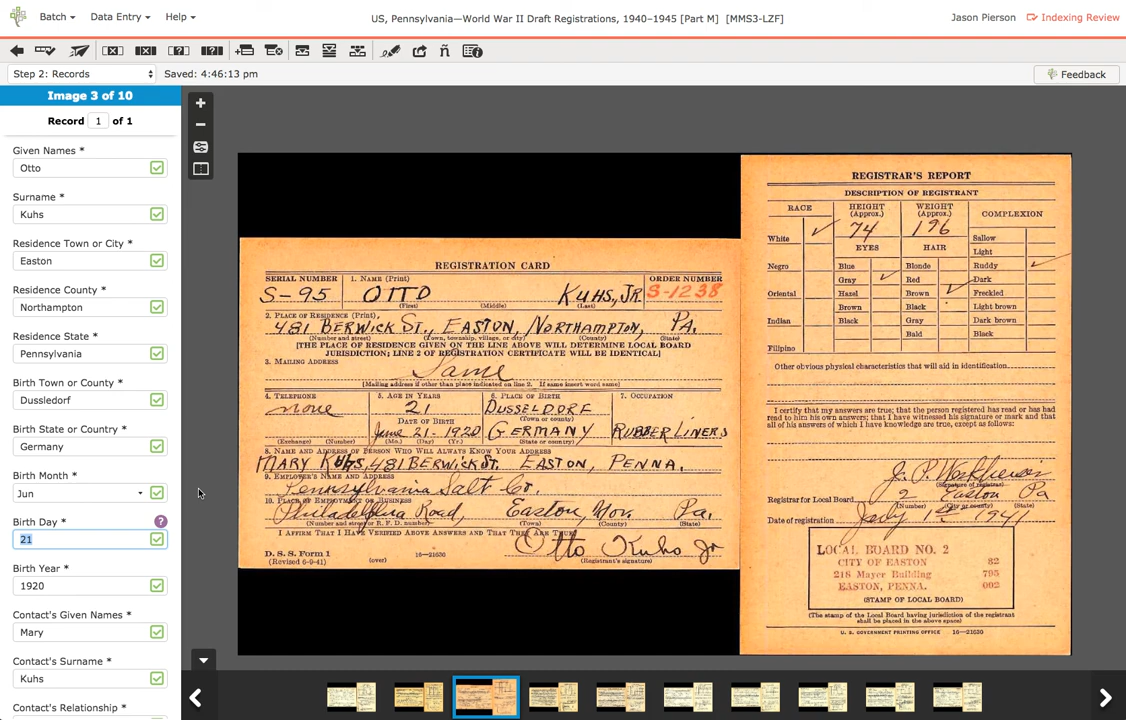 Batch Data Entry Help US, Pennsylvania—World War II Draft Registrations, 1940–1945 [Part M] [MMS3-LZF] Jason Pierson Indexing Review
Step 2: Records Saved: 4:46:13 pm Feedback
Image 3 of 10
Record 1 of 1
Given Names *
Otto
Surname *
Kuhs
Residence Town or City *
Easton
Residence County *
Northampton
Residence State *
Pennsylvania
Birth Town or County *
Dussledorf
Birth State or Country *
Germany
Birth Month *
Jun
Birth Day *
21
Birth Year *
1920
Contact's Given Names *
Mary
Contact's Surname *
Kuhs
Contact's Relationship *
REGISTRATION CARD
SERIAL NUMBER 1. NAME (Print) ORDER NUMBER
S-95 OTTO KUHS, JR. S-1238
(First) (Middle) (Last)
2. PLACE OF RESIDENCE (Print)
481 BERWICK ST., EASTON, NORTHAMPTON, PA.
(Number and street) (Town, township, village, or city) (County) (State)
[THE PLACE OF RESIDENCE GIVEN ON THE LINE ABOVE WILL DETERMINE LOCAL BOARD
JURISDICTION; LINE 2 OF REGISTRATION CERTIFICATE WILL BE IDENTICAL]
3. MAILING ADDRESS
Same
[Mailing address if other than place indicated on line 2. If same insert word same]
4. TELEPHONE 5. AGE IN YEARS 6. PLACE OF BIRTH 7. OCCUPATION
none 21 DUSSELDORF
DATE OF BIRTH (Town or county)
June 21-1920 GERMANY RUBBER LINERS
(Exchange) (Number) (Mo.) (Day) (Yr.) (State or country)
8. NAME AND ADDRESS OF PERSON WHO WILL ALWAYS KNOW YOUR ADDRESS
MARY KUHS, 481 BERWICK ST. EASTON, PENNA.
9. EMPLOYER'S NAME AND ADDRESS
Pennsylvania Salt Co.
10. PLACE OF EMPLOYMENT OR BUSINESS
Philadelphia Road, Easton, Pa.
(Number and street or R. F. D. number) (Town) (County) (State)
I AFFIRM THAT I HAVE VERIFIED ABOVE ANSWERS AND THAT THEY ARE TRUE.
D. S. S. Form 1 Otto Kuhs Jr
(Revised 6-9-41) (over) 16—21630 (Registrant's signature)
REGISTRAR'S REPORT
DESCRIPTION OF REGISTRANT
RACE HEIGHT (Approx.) WEIGHT (Approx.) COMPLEXION
White 74 196 Sallow
EYES HAIR Light
Negro Blue Blonde Ruddy
Gray Red Dark
Oriental Hazel Brown Freckled
Brown Black Light brown
Indian Black Gray Dark brown
Bald Black
Filipino
Other obvious physical characteristics that will aid in identification
I certify that my answers are true; that the person registered has read or has had
read to him his own answers; that I have witnessed his signature or mark and that
all of his answers of which I have knowledge are true, except as follows:
(Signature of registrar)
Registrar for Local Board 2 Easton Pa
(Number) (City or county) (State)
Date of registration July 1st 1941
LOCAL BOARD NO. 2
CITY OF EASTON 82
218 Mayer Building 795
EASTON, PENNA. 002
(STAMP OF LOCAL BOARD)
(The stamp of the Local Board having jurisdiction of the registrant
shall be placed in the above space)
U. S. GOVERNMENT PRINTING OFFICE 16—21630